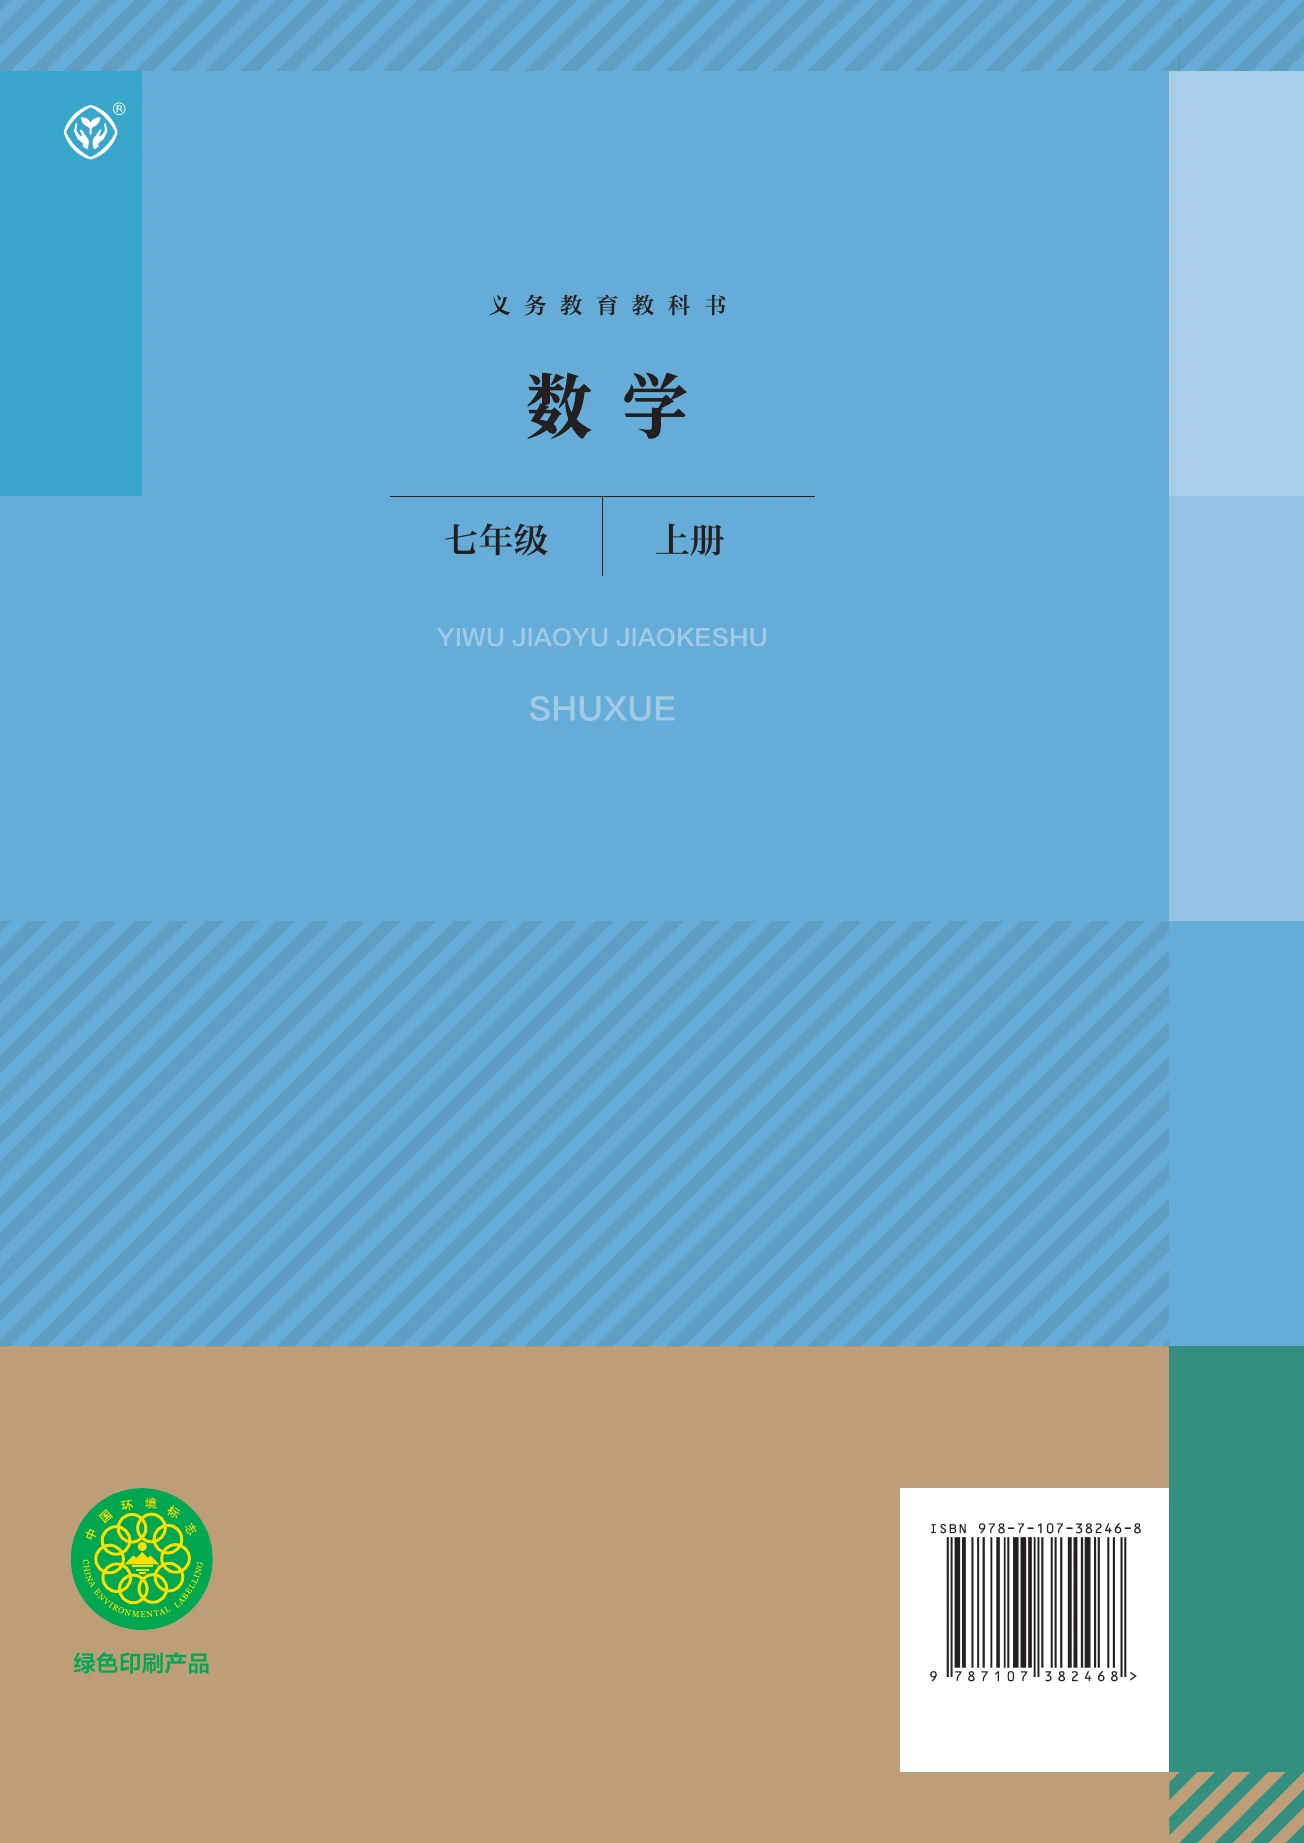 ®
义务教育教科书
数学
七年级 上册
YIWU JIAOYU JIAOKESHU
SHUXUE
中国环境标志
CHINA ENVIRONMENTAL LABELLING
绿色印刷产品
ISBN 978-7-107-38246-8
9 787107 382468 >